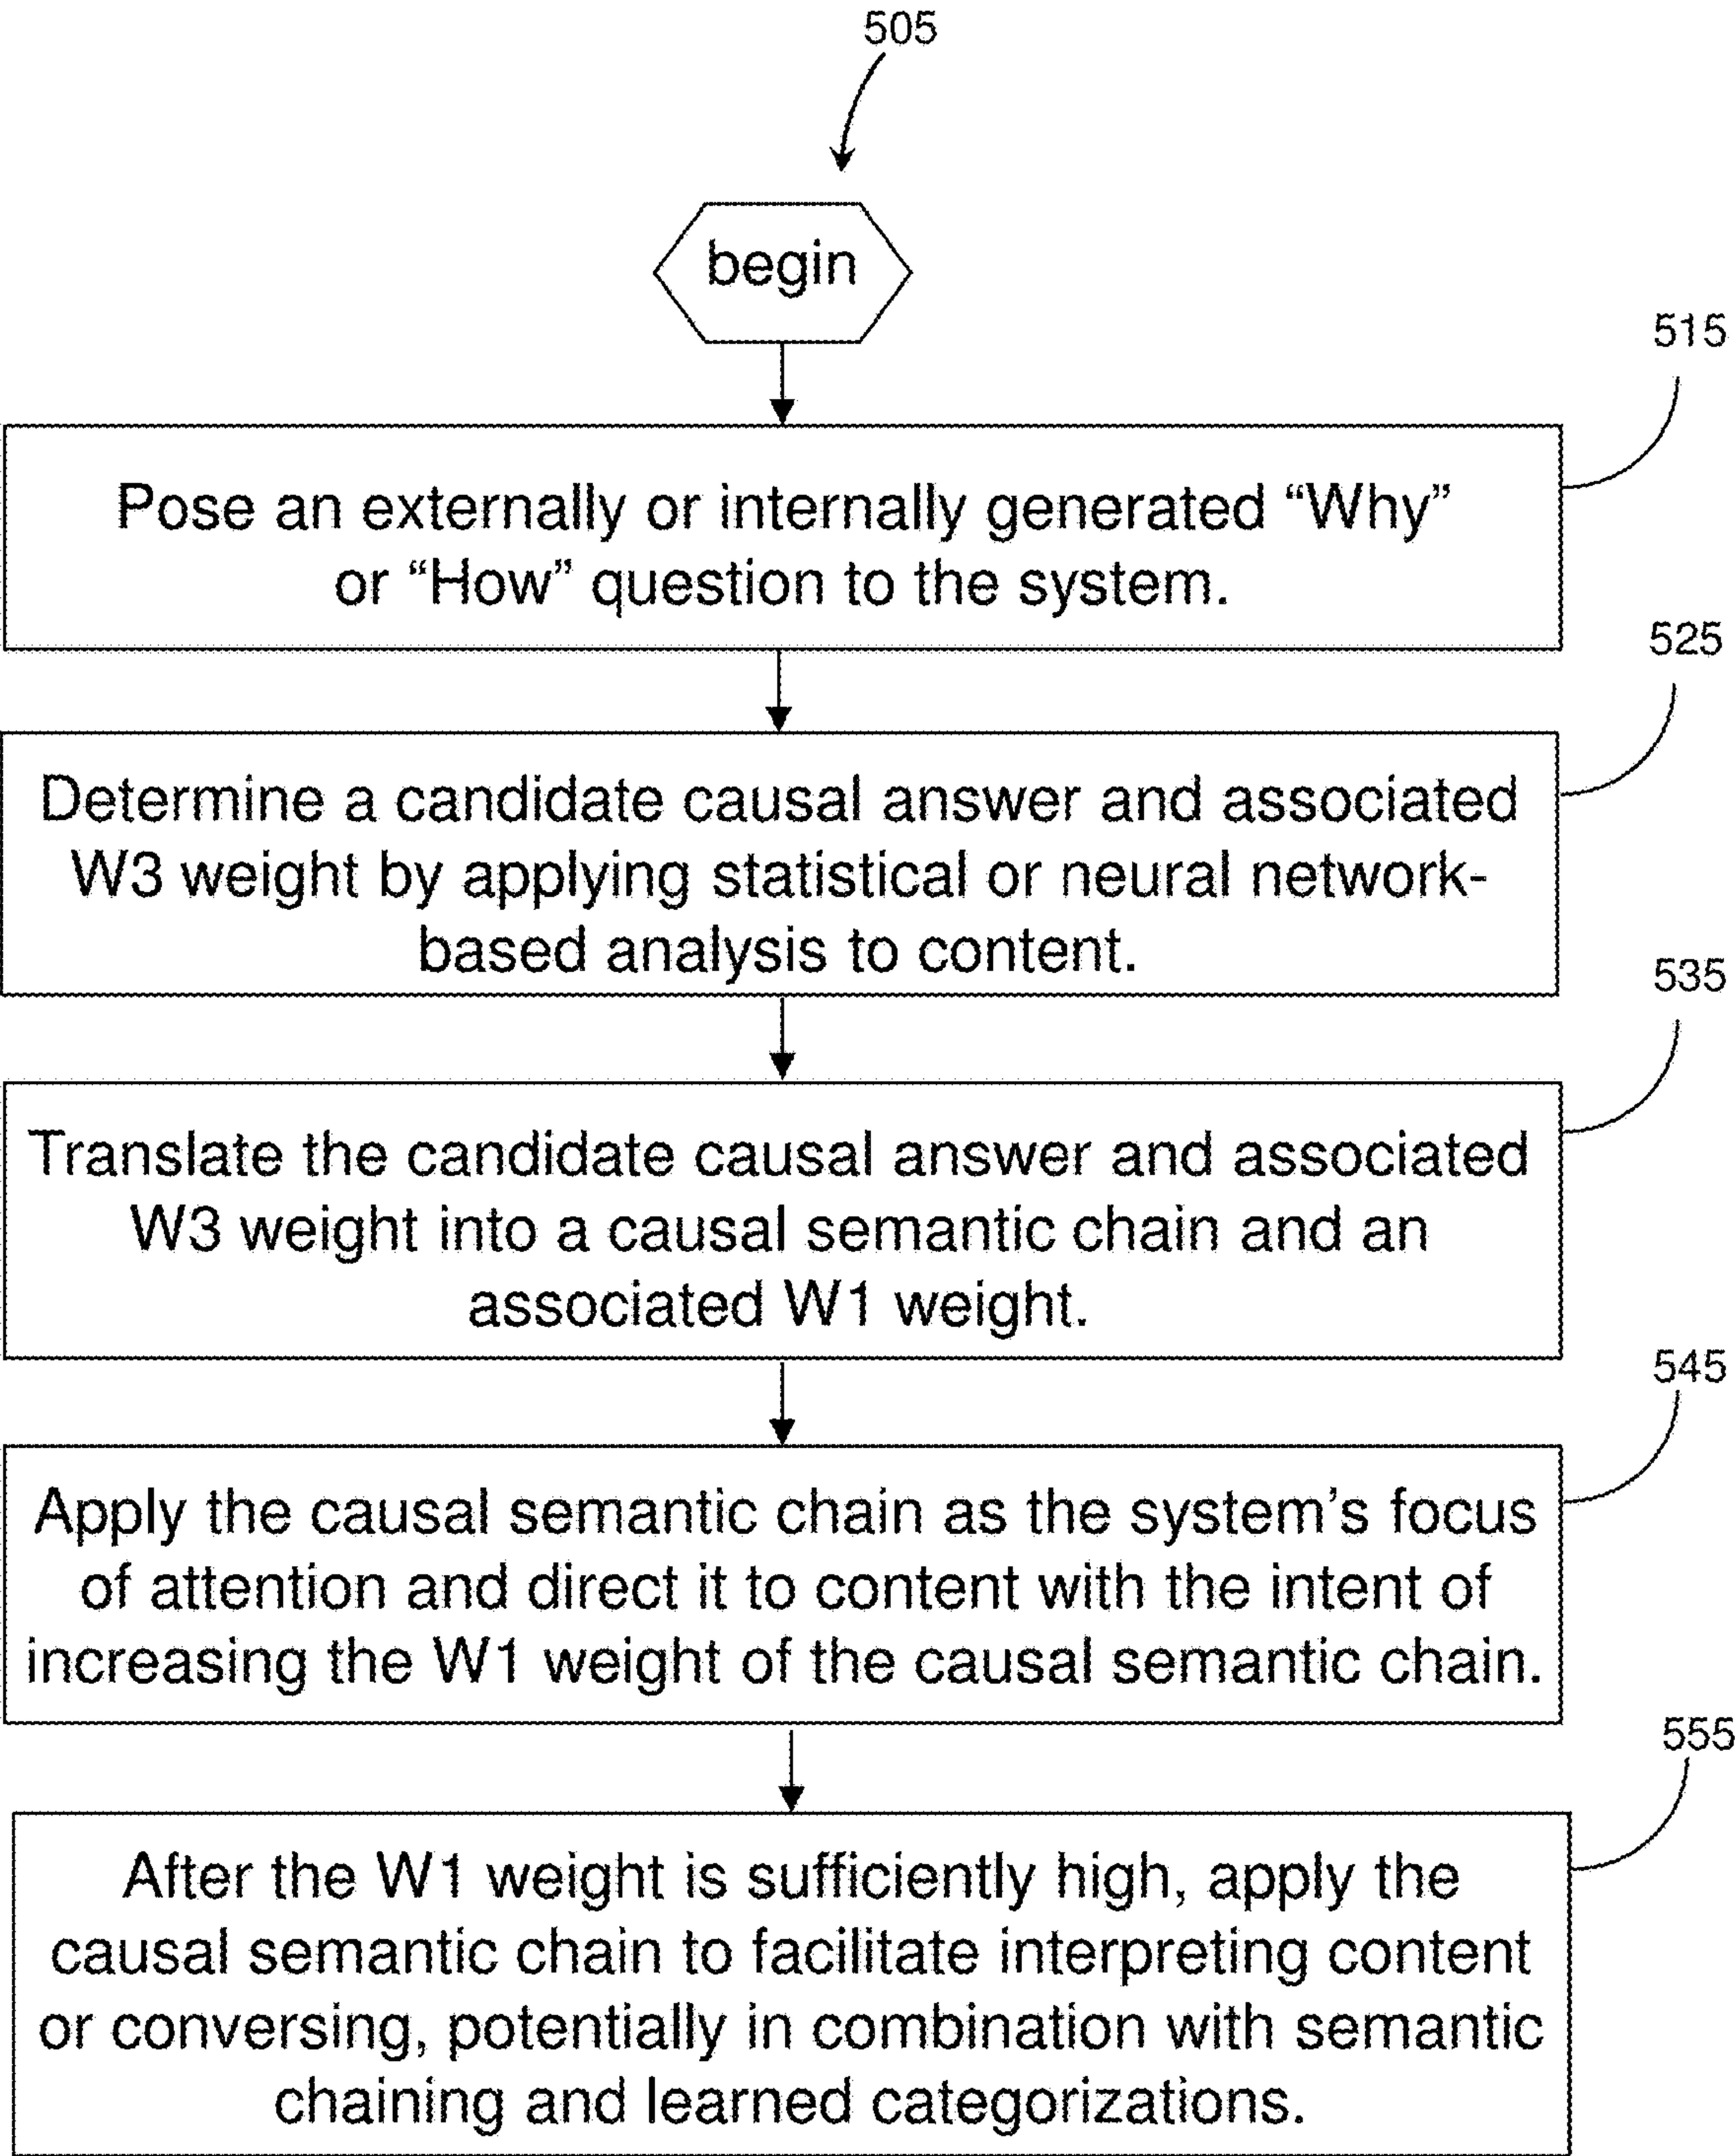 505
begin
515
Pose an externally or internally generated “Why”
or “How” question to the system.
525
Determine a candidate causal answer and associated
W3 weight by applying statistical or neural network-
based analysis to content.
535
Translate the candidate causal answer and associated
W3 weight into a causal semantic chain and an
associated W1 weight.
545
Apply the causal semantic chain as the system’s focus
of attention and direct it to content with the intent of
increasing the W1 weight of the causal semantic chain.
555
After the W1 weight is sufficiently high, apply the
causal semantic chain to facilitate interpreting content
or conversing, potentially in combination with semantic
chaining and learned categorizations.